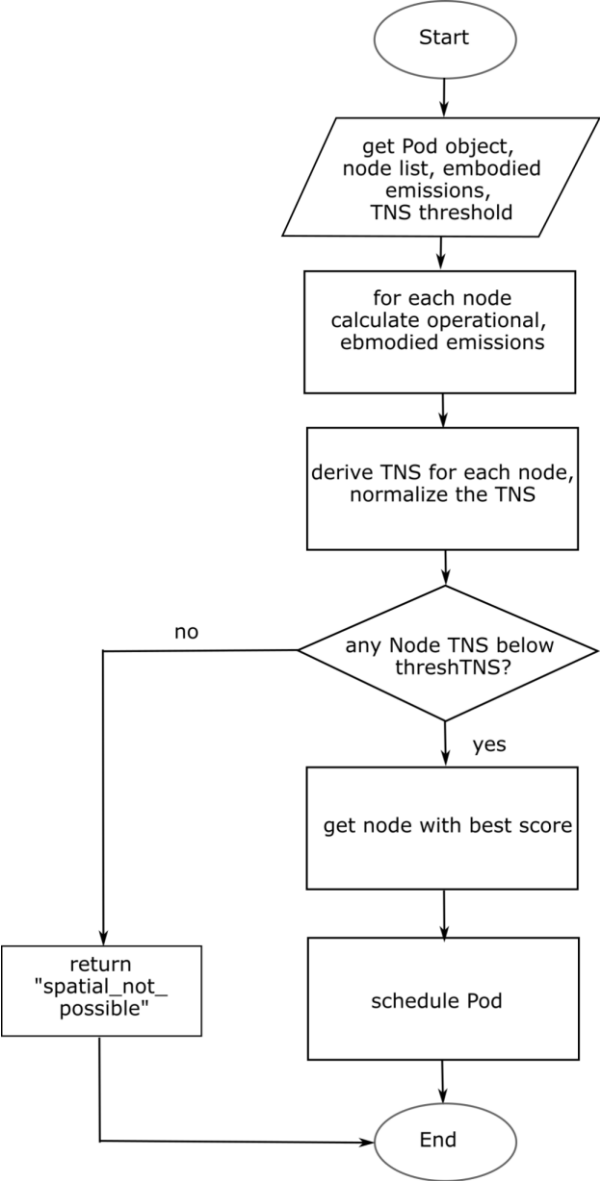 Start
get Pod object,
node list, embodied
emissions,
TNS threshold
for each node
calculate operational,
ebmodied emissions
derive TNS for each node,
normalize the TNS
any Node TNS below
threshTNS?
no
yes
get node with best score
return
"spatial_not_
possible"
schedule Pod
End